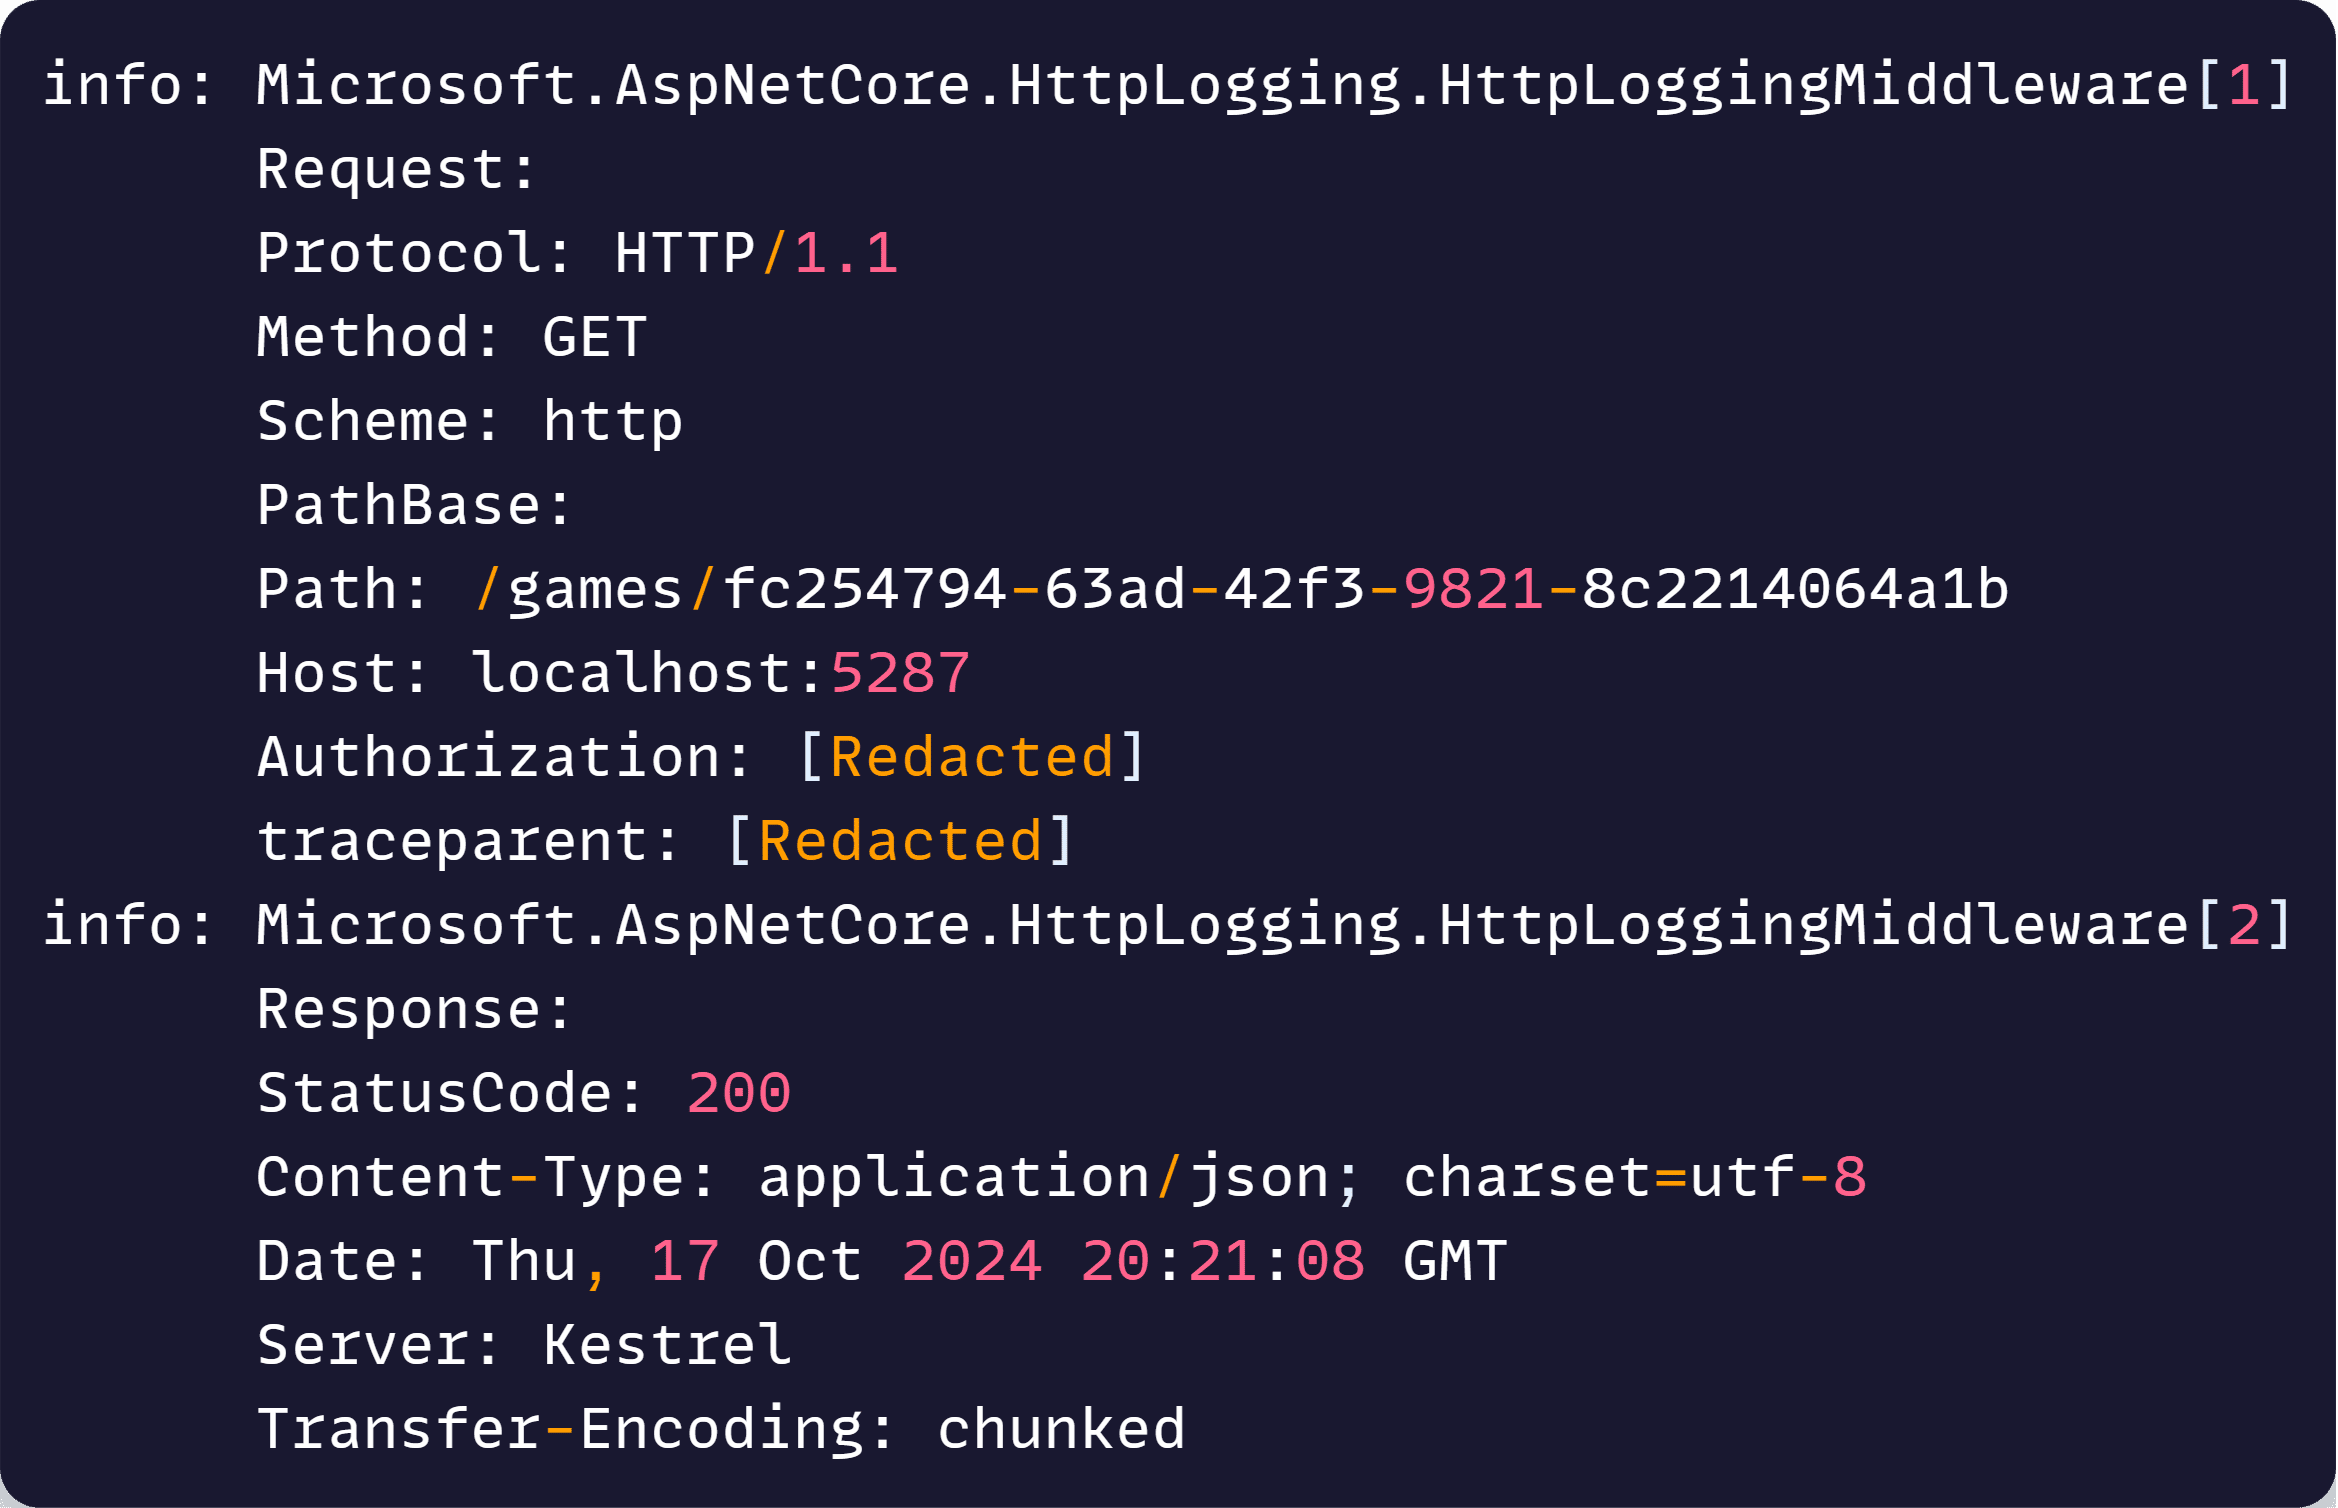 info: Microsoft.AspNetCore.HttpLogging.HttpLoggingMiddleware[1]
Request:
Protocol: HTTP/1.1
Method: GET
Scheme: http
PathBase:
Path: /games/fc254794-63ad-42f3-9821-8c2214064a1b
Host: localhost:5287
Authorization: [Redacted]
traceparent: [Redacted]
info: Microsoft.AspNetCore.HttpLogging.HttpLoggingMiddleware[2]
Response:
StatusCode: 200
Content-Type: application/json; charset=utf-8
Date: Thu, 17 Oct 2024 20:21:08 GMT
Server: Kestrel
Transfer-Encoding: chunked